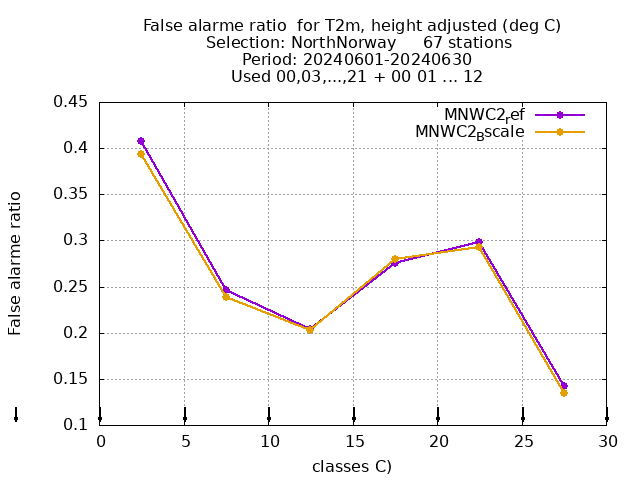 False alarme ratio  for T2m, height adjusted (deg C)
Selection: NorthNorway     67 stations
Period: 20240601-20240630
Used 00,03,...,21 + 00 01 ... 12
0.45
0.4
0.35
0.3
0.25
0.2
0.15
0.1
False alarme ratio
MNWC2ref
MNWC2Bscale
0 5 10 15 20 25 30
classes C)